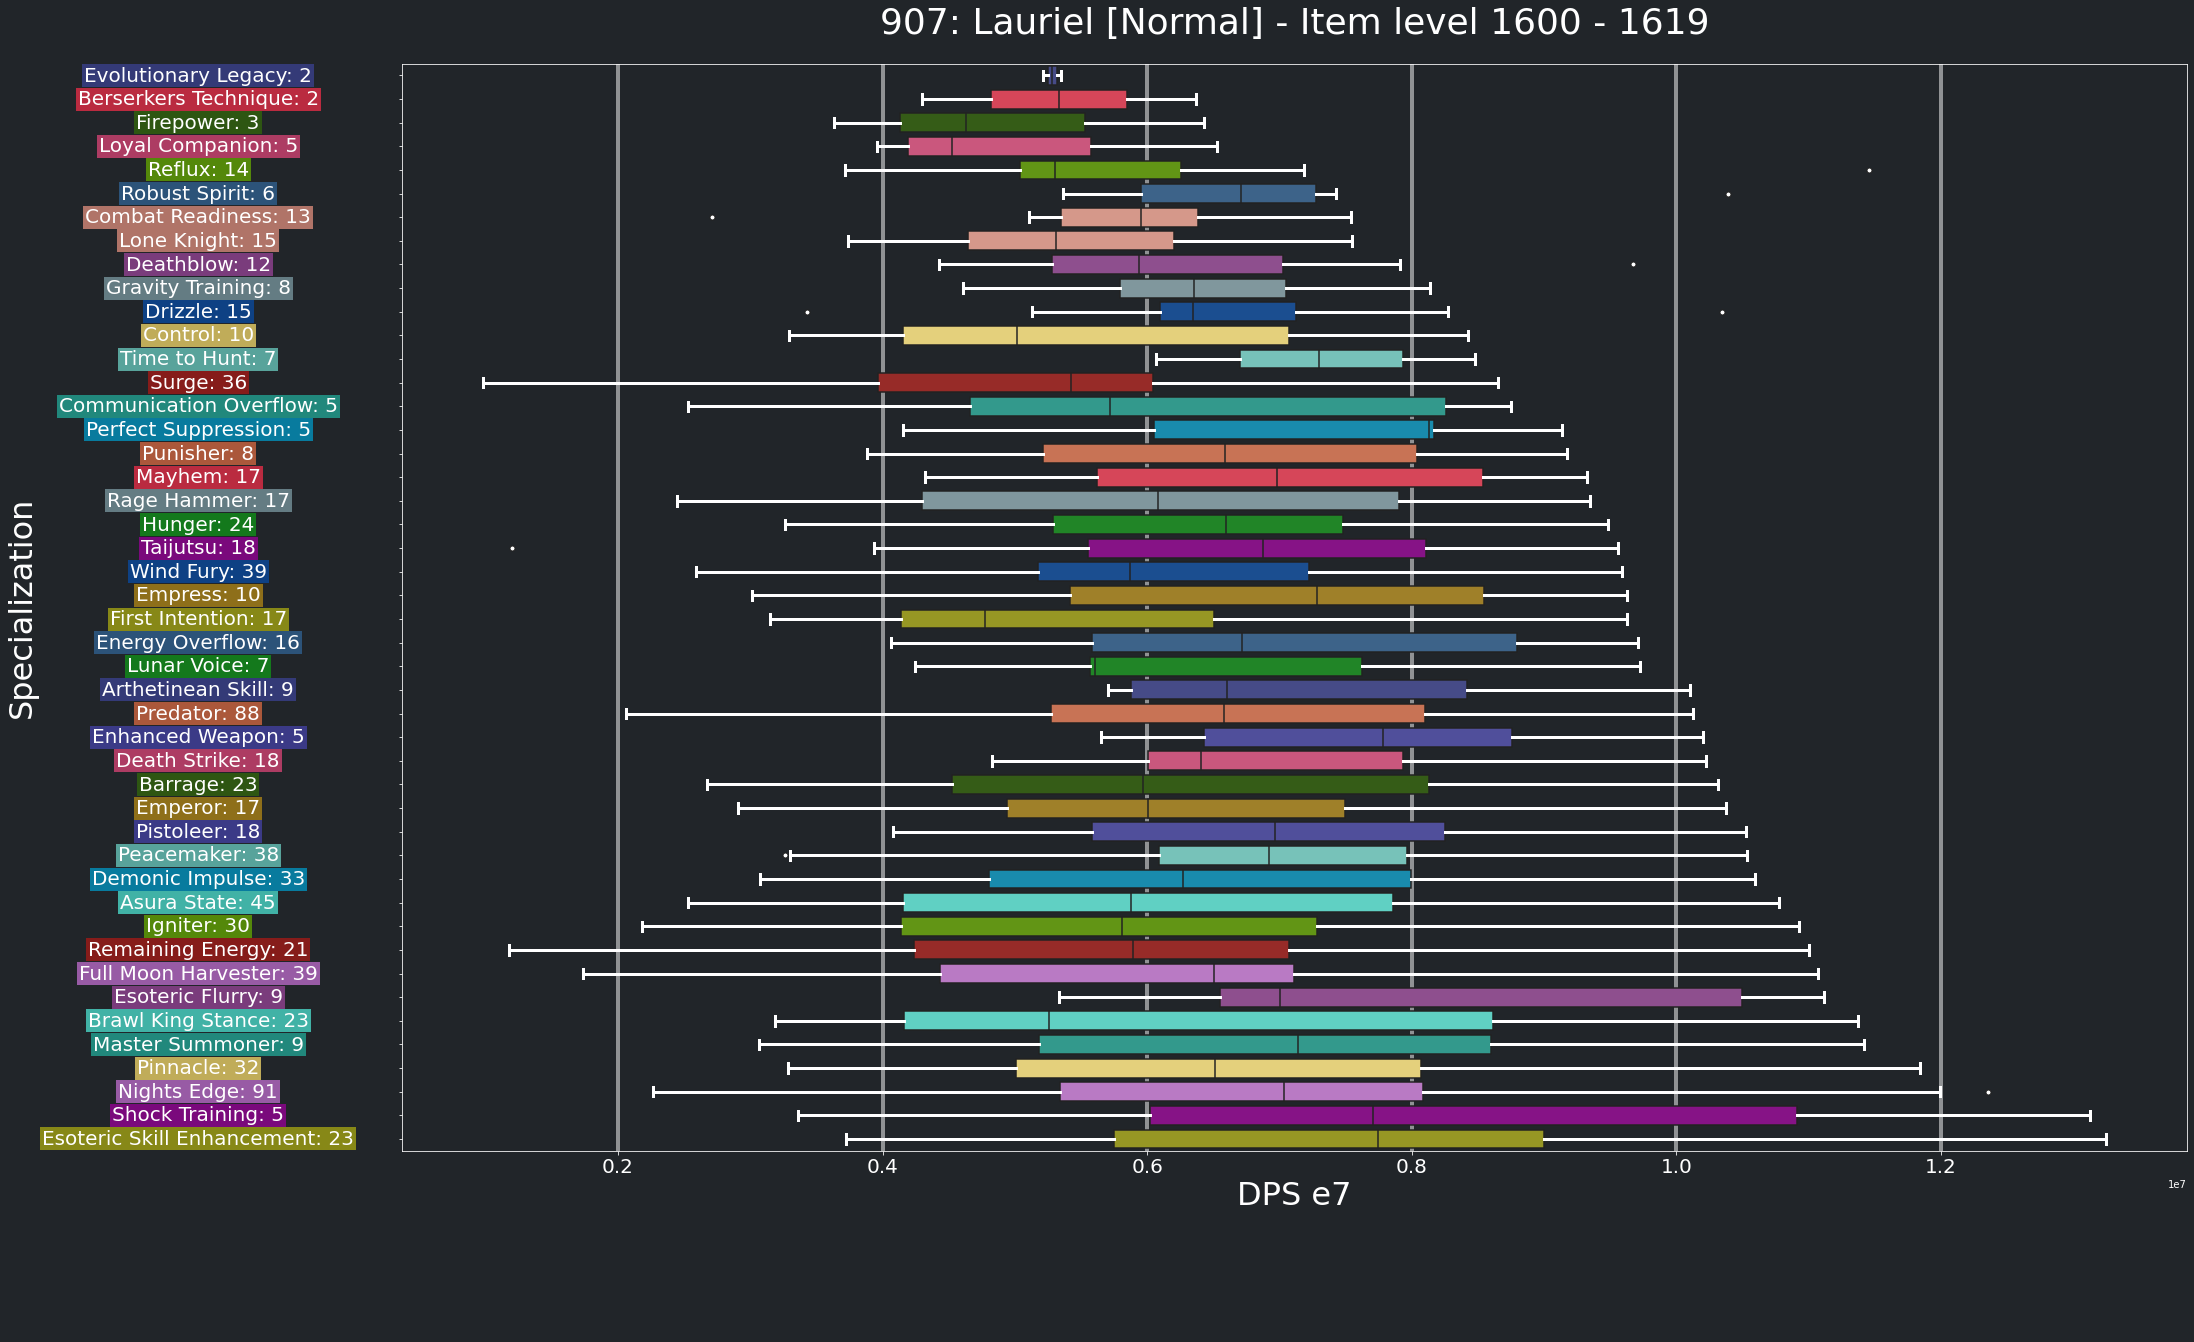 907: Lauriel [Normal] - Item level 1600 - 1619
Specialization
Evolutionary Legacy: 2
Berserkers Technique: 2
Firepower: 3
Loyal Companion: 5
Reflux: 14
Robust Spirit: 6
Combat Readiness: 13
Lone Knight: 15
Deathblow: 12
Gravity Training: 8
Drizzle: 15
Control: 10
Time to Hunt: 7
Surge: 36
Communication Overflow: 5
Perfect Suppression: 5
Punisher: 8
Mayhem: 17
Rage Hammer: 17
Hunger: 24
Taijutsu: 18
Wind Fury: 39
Empress: 10
First Intention: 17
Energy Overflow: 16
Lunar Voice: 7
Arthetinean Skill: 9
Predator: 88
Enhanced Weapon: 5
Death Strike: 18
Barrage: 23
Emperor: 17
Pistoleer: 18
Peacemaker: 38
Demonic Impulse: 33
Asura State: 45
Igniter: 30
Remaining Energy: 21
Full Moon Harvester: 39
Esoteric Flurry: 9
Brawl King Stance: 23
Master Summoner: 9
Pinnacle: 32
Nights Edge: 91
Shock Training: 5
Esoteric Skill Enhancement: 23
0.2 0.4 0.6 0.8 1.0 1.2
1e7
DPS e7